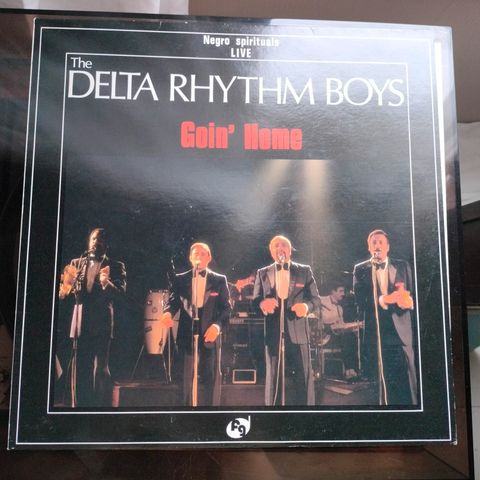 Negro spirituals
LIVE
The
DELTA RHYTHM BOYS
Goin' Home